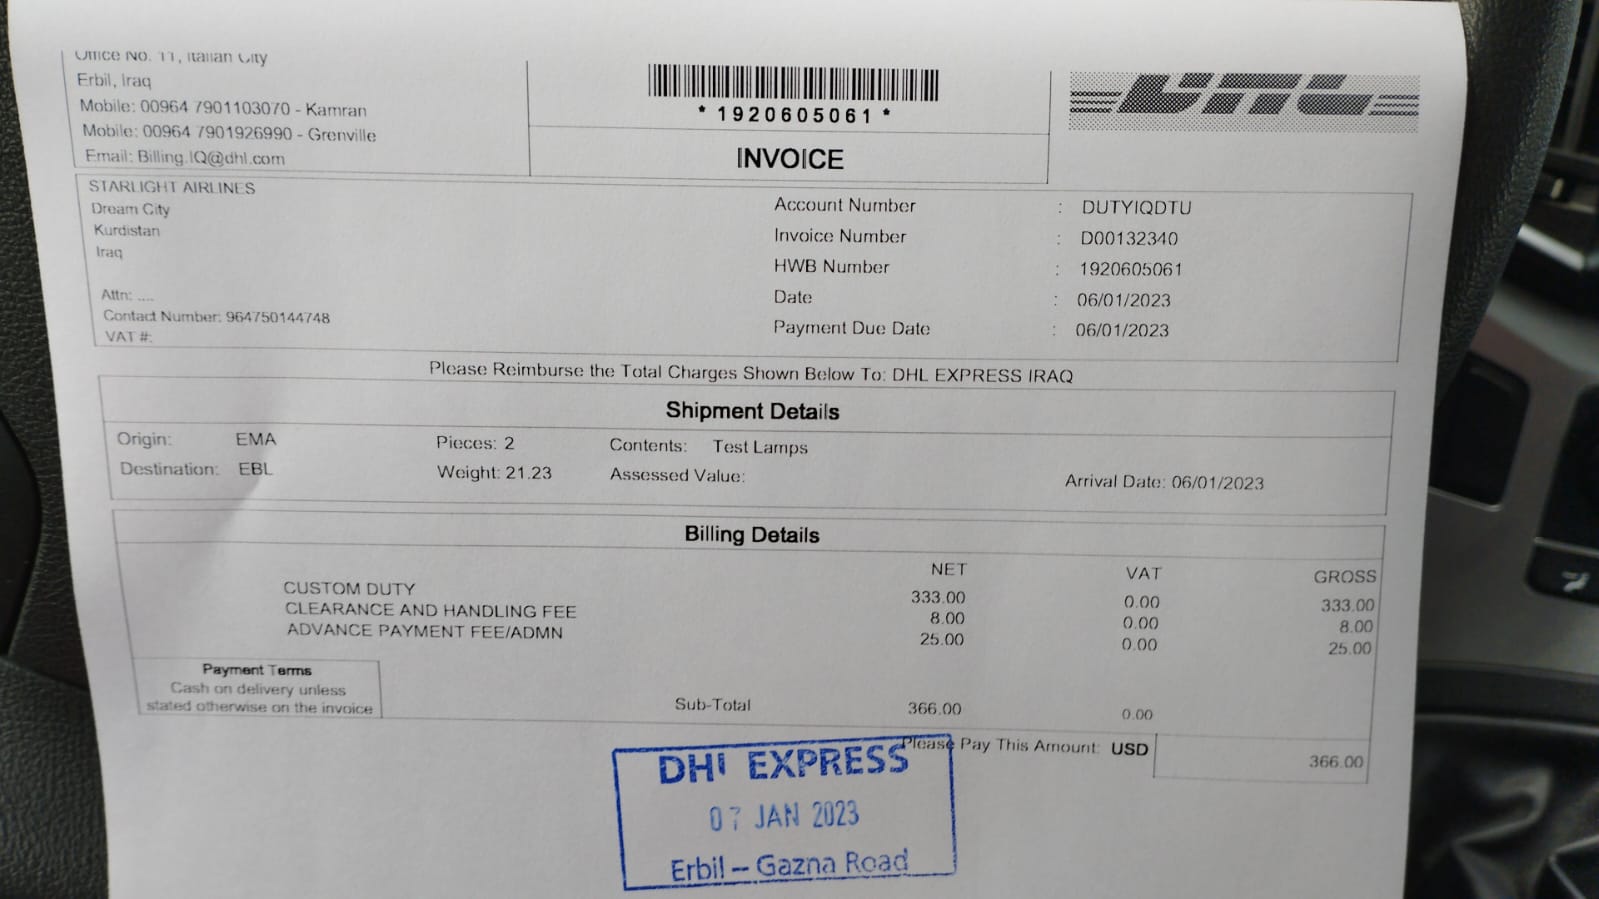 Office No. 11, Italian City
Erbil, Iraq
Mobile: 00964 7901103070 - Kamran
Mobile: 00964 7901926990 - Grenville
Email: Billing.IQ@dhl.com
* 1920605061 *
INVOICE
DHL
STARLIGHT AIRLINES
Dream City
Kurdistan
Iraq
Attn: ....
Contact Number: 964750144748
VAT #:
Account Number : DUTYIQDTU
Invoice Number : D00132340
HWB Number : 1920605061
Date : 06/01/2023
Payment Due Date : 06/01/2023
Please Reimburse the Total Charges Shown Below To: DHL EXPRESS IRAQ
Shipment Details
Origin: EMA Pieces: 2 Contents: Test Lamps
Destination: EBL Weight: 21.23 Assessed Value: Arrival Date: 06/01/2023
Billing Details
NET VAT GROSS
CUSTOM DUTY 333.00 0.00 333.00
CLEARANCE AND HANDLING FEE 8.00 0.00 8.00
ADVANCE PAYMENT FEE/ADMN 25.00 0.00 25.00
Payment Terms
Cash on delivery unless
stated otherwise on the invoice
Sub-Total 366.00 0.00
Please Pay This Amount: USD 366.00
DHL EXPRESS
07 JAN 2023
Erbil – Gazna Road